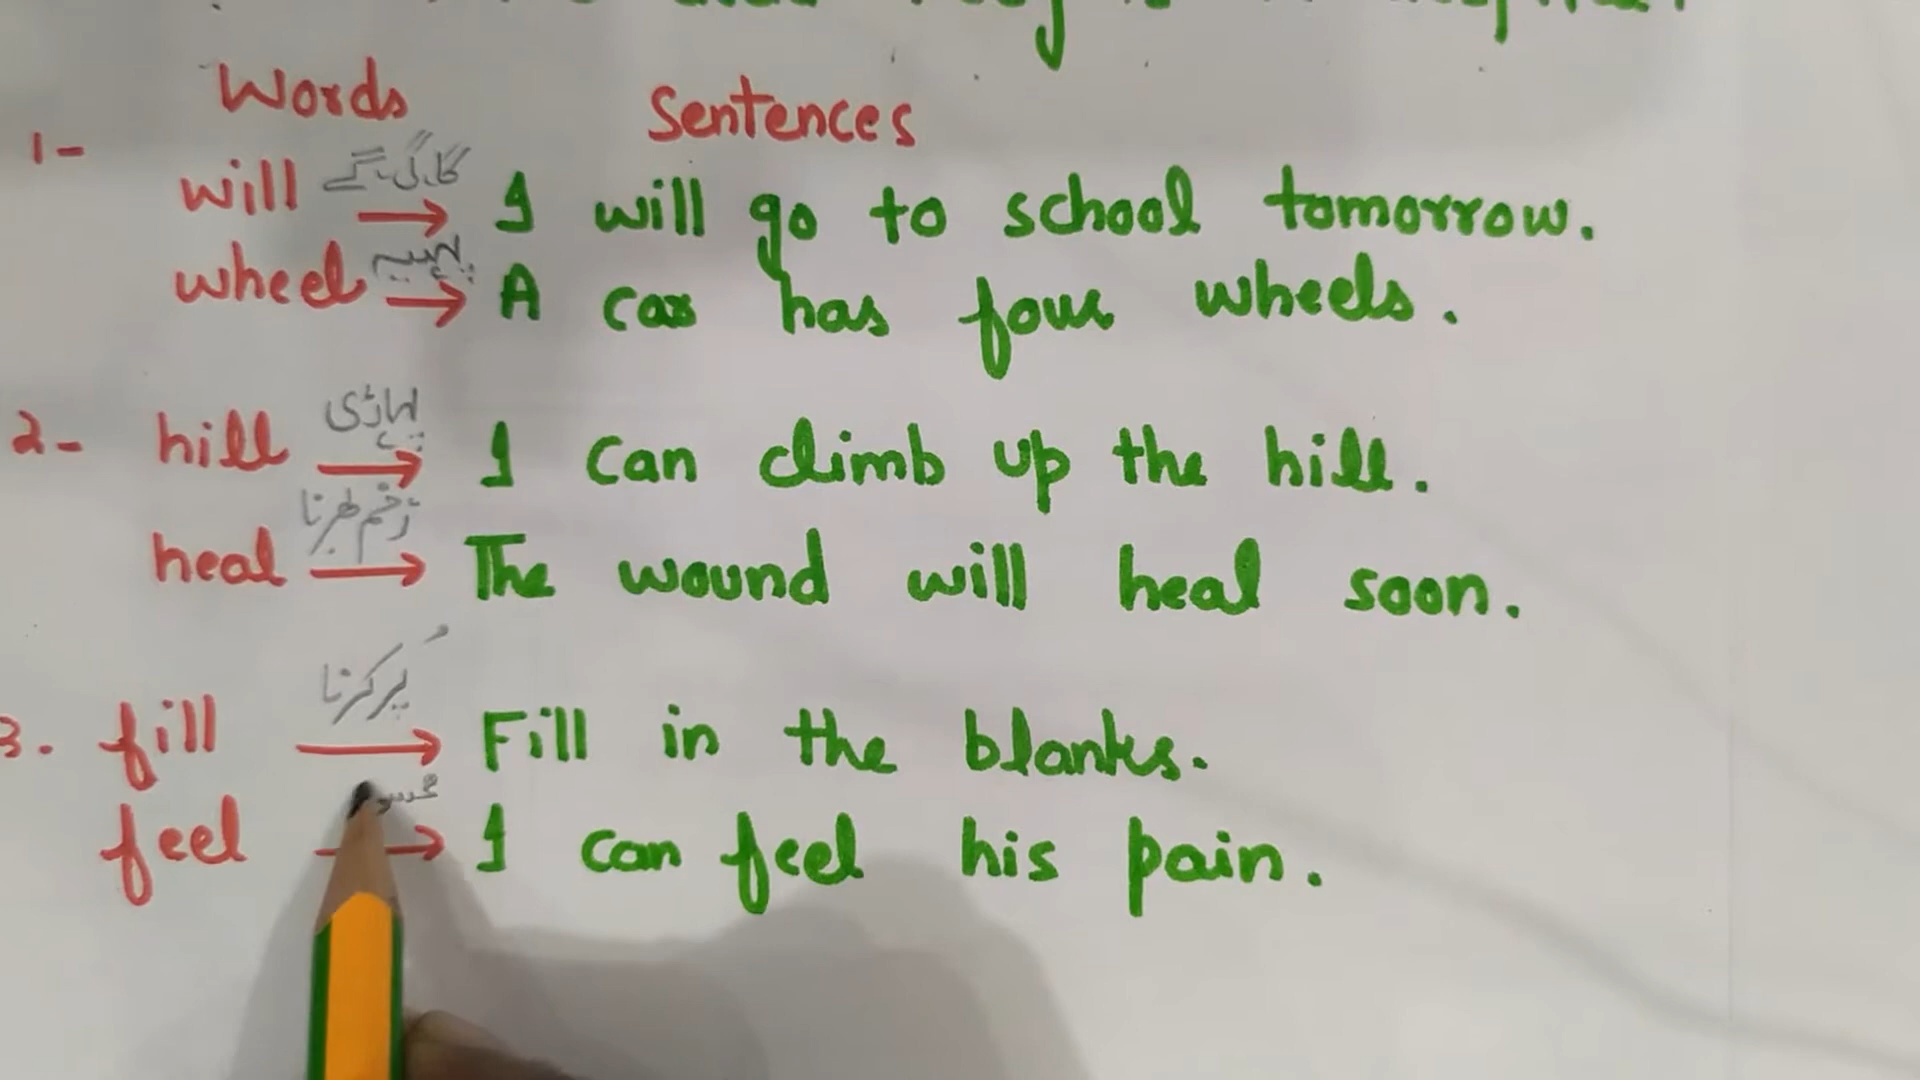 Words Sentences
1- will گا، گی، گے → I will go to school tomorrow.
wheel پہیہ → A car has four wheels.
2- hill پہاڑی → I can climb up the hill.
heal زخم بھرنا → The wound will heal soon.
3. fill پُر کرنا → Fill in the blanks.
feel → I can feel his pain.